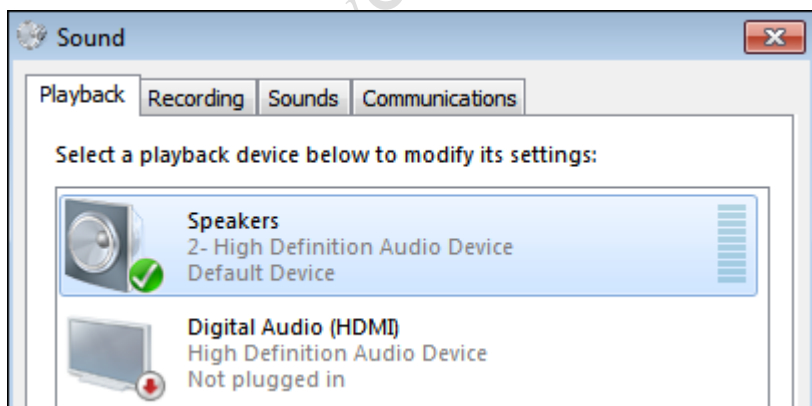 Sound
Playback Recording Sounds Communications
Select a playback device below to modify its settings:
Speakers
2- High Definition Audio Device
Default Device
Digital Audio (HDMI)
High Definition Audio Device
Not plugged in